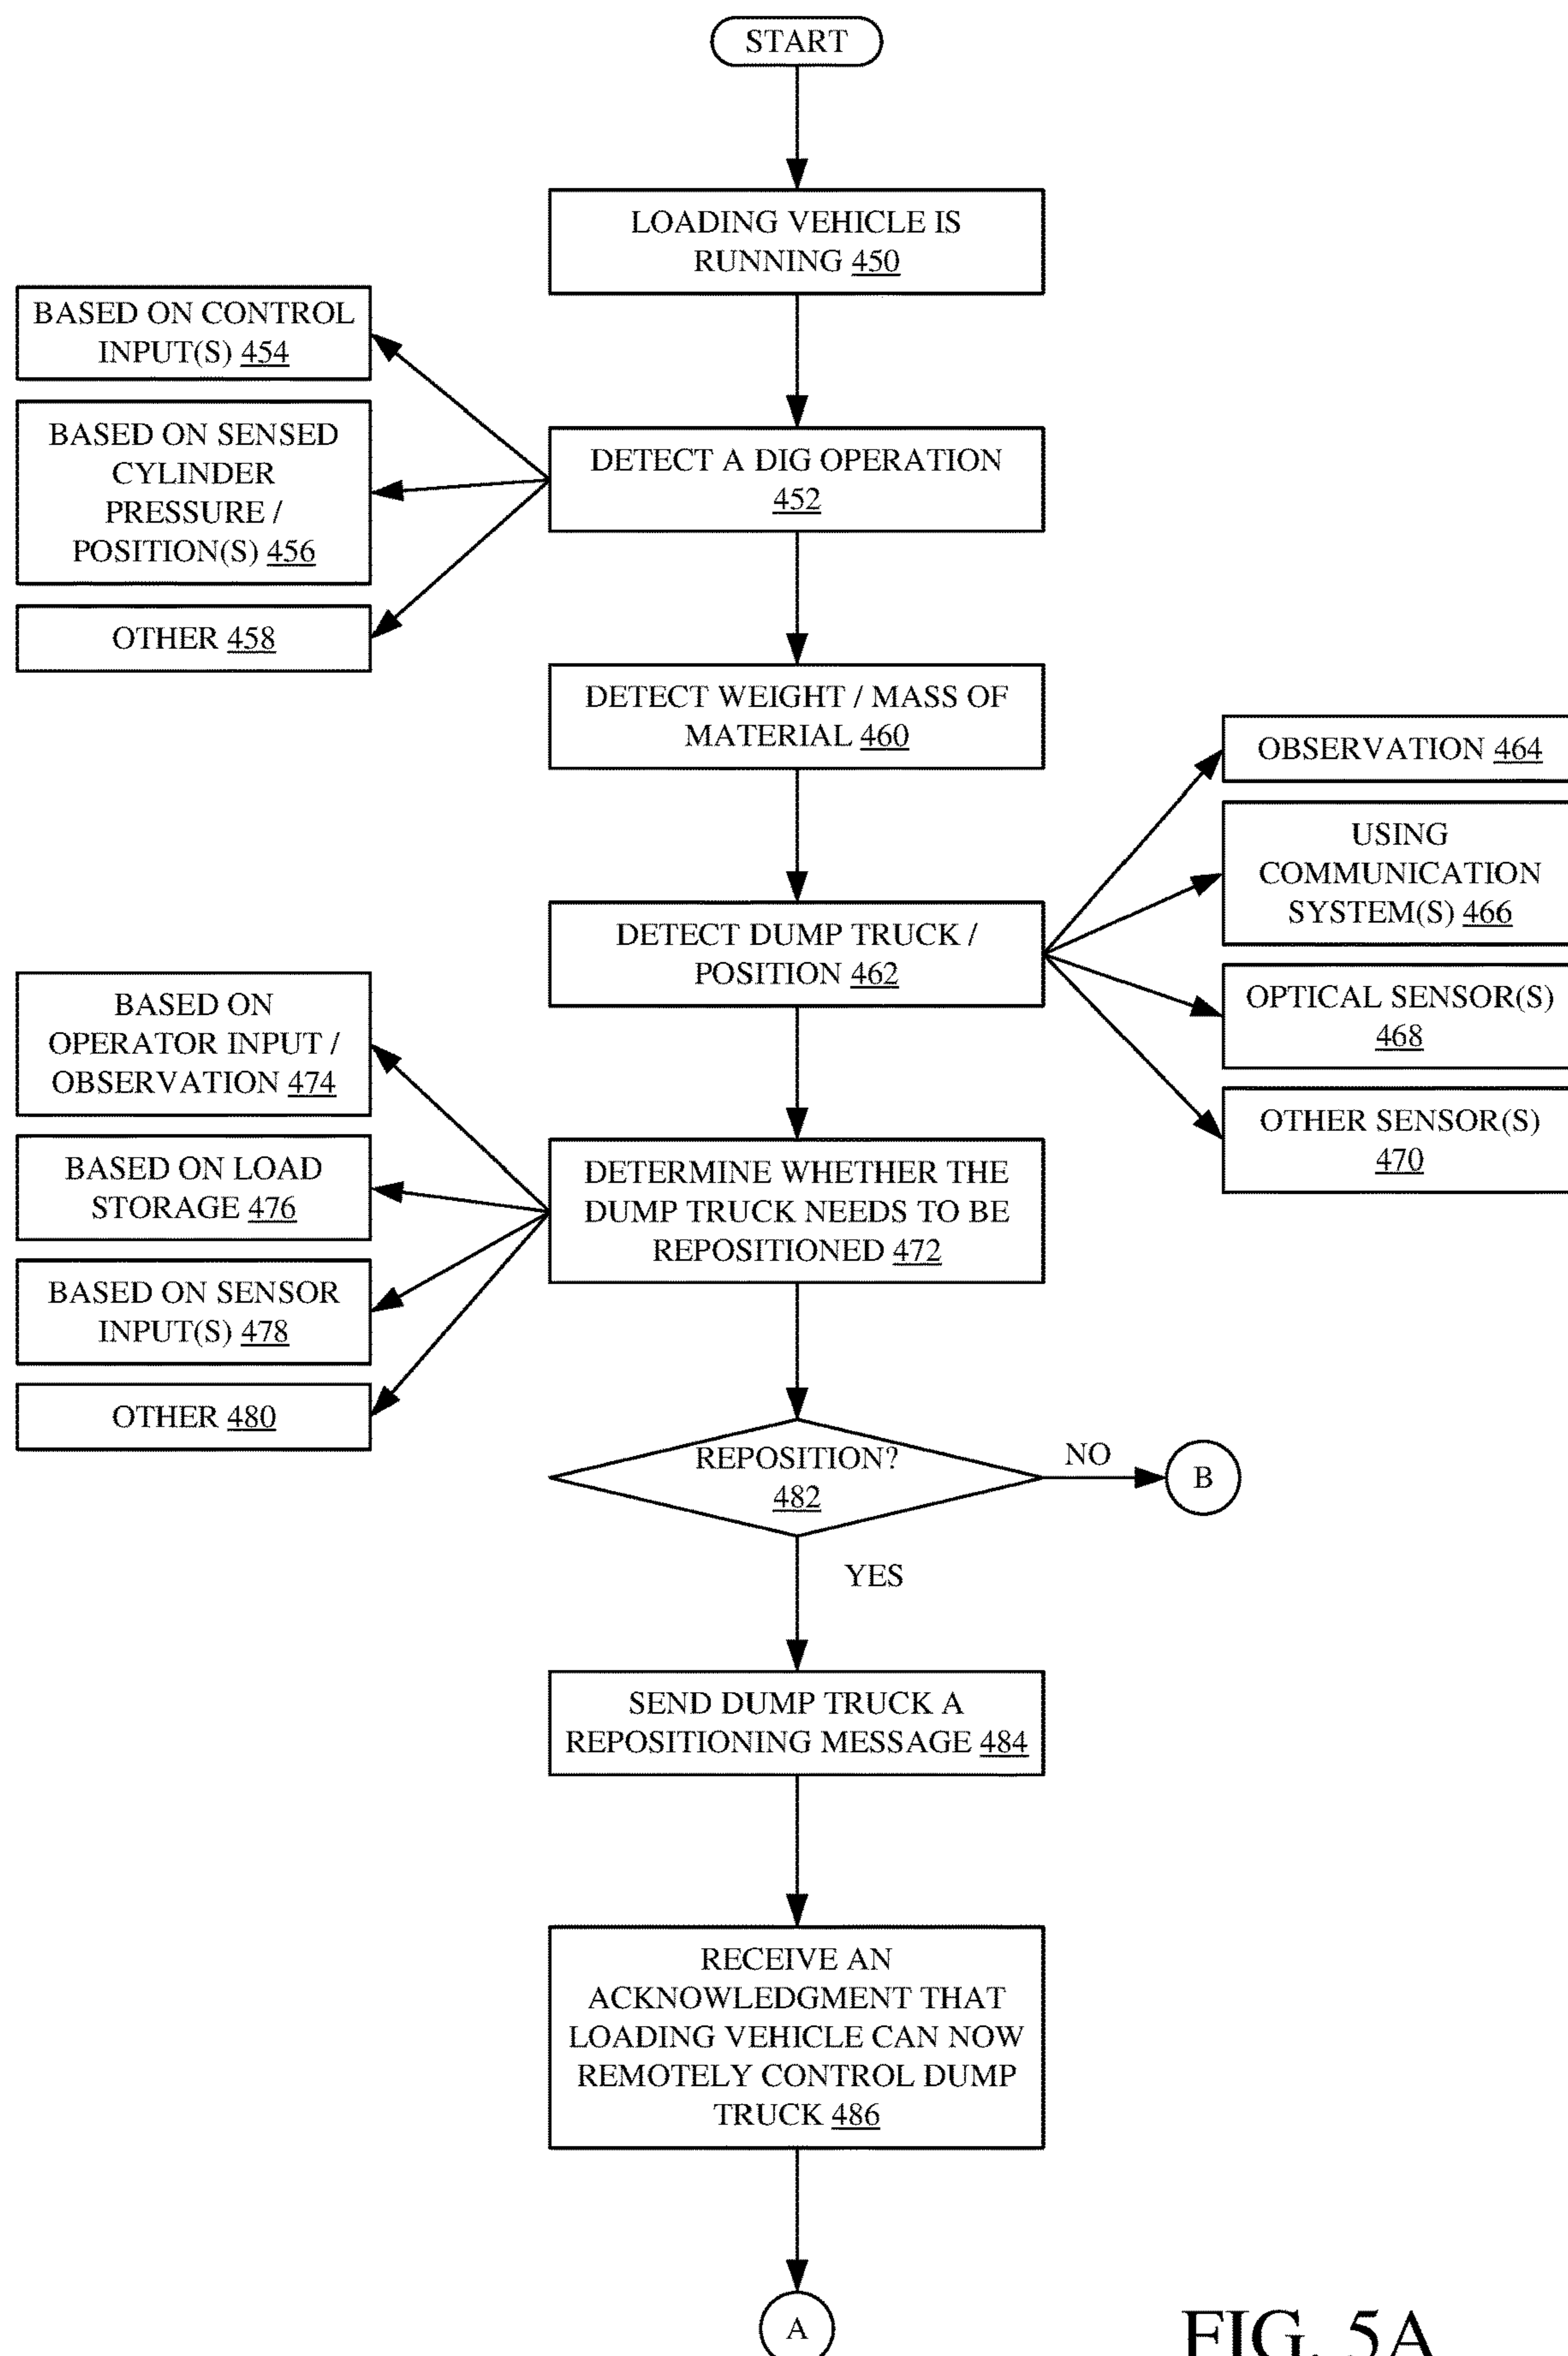 START
LOADING VEHICLE IS
RUNNING 450
BASED ON CONTROL
INPUT(S) 454
BASED ON SENSED
CYLINDER
PRESSURE /
POSITION(S) 456
OTHER 458
DETECT A DIG OPERATION
452
DETECT WEIGHT / MASS OF
MATERIAL 460
DETECT DUMP TRUCK /
POSITION 462
OBSERVATION 464
USING
COMMUNICATION
SYSTEM(S) 466
OPTICAL SENSOR(S)
468
OTHER SENSOR(S)
470
BASED ON
OPERATOR INPUT /
OBSERVATION 474
BASED ON LOAD
STORAGE 476
BASED ON SENSOR
INPUT(S) 478
OTHER 480
DETERMINE WHETHER THE
DUMP TRUCK NEEDS TO BE
REPOSITIONED 472
REPOSITION?
482
NO
B
YES
SEND DUMP TRUCK A
REPOSITIONING MESSAGE 484
RECEIVE AN
ACKNOWLEDGMENT THAT
LOADING VEHICLE CAN NOW
REMOTELY CONTROL DUMP
TRUCK 486
A
FIG. 5A